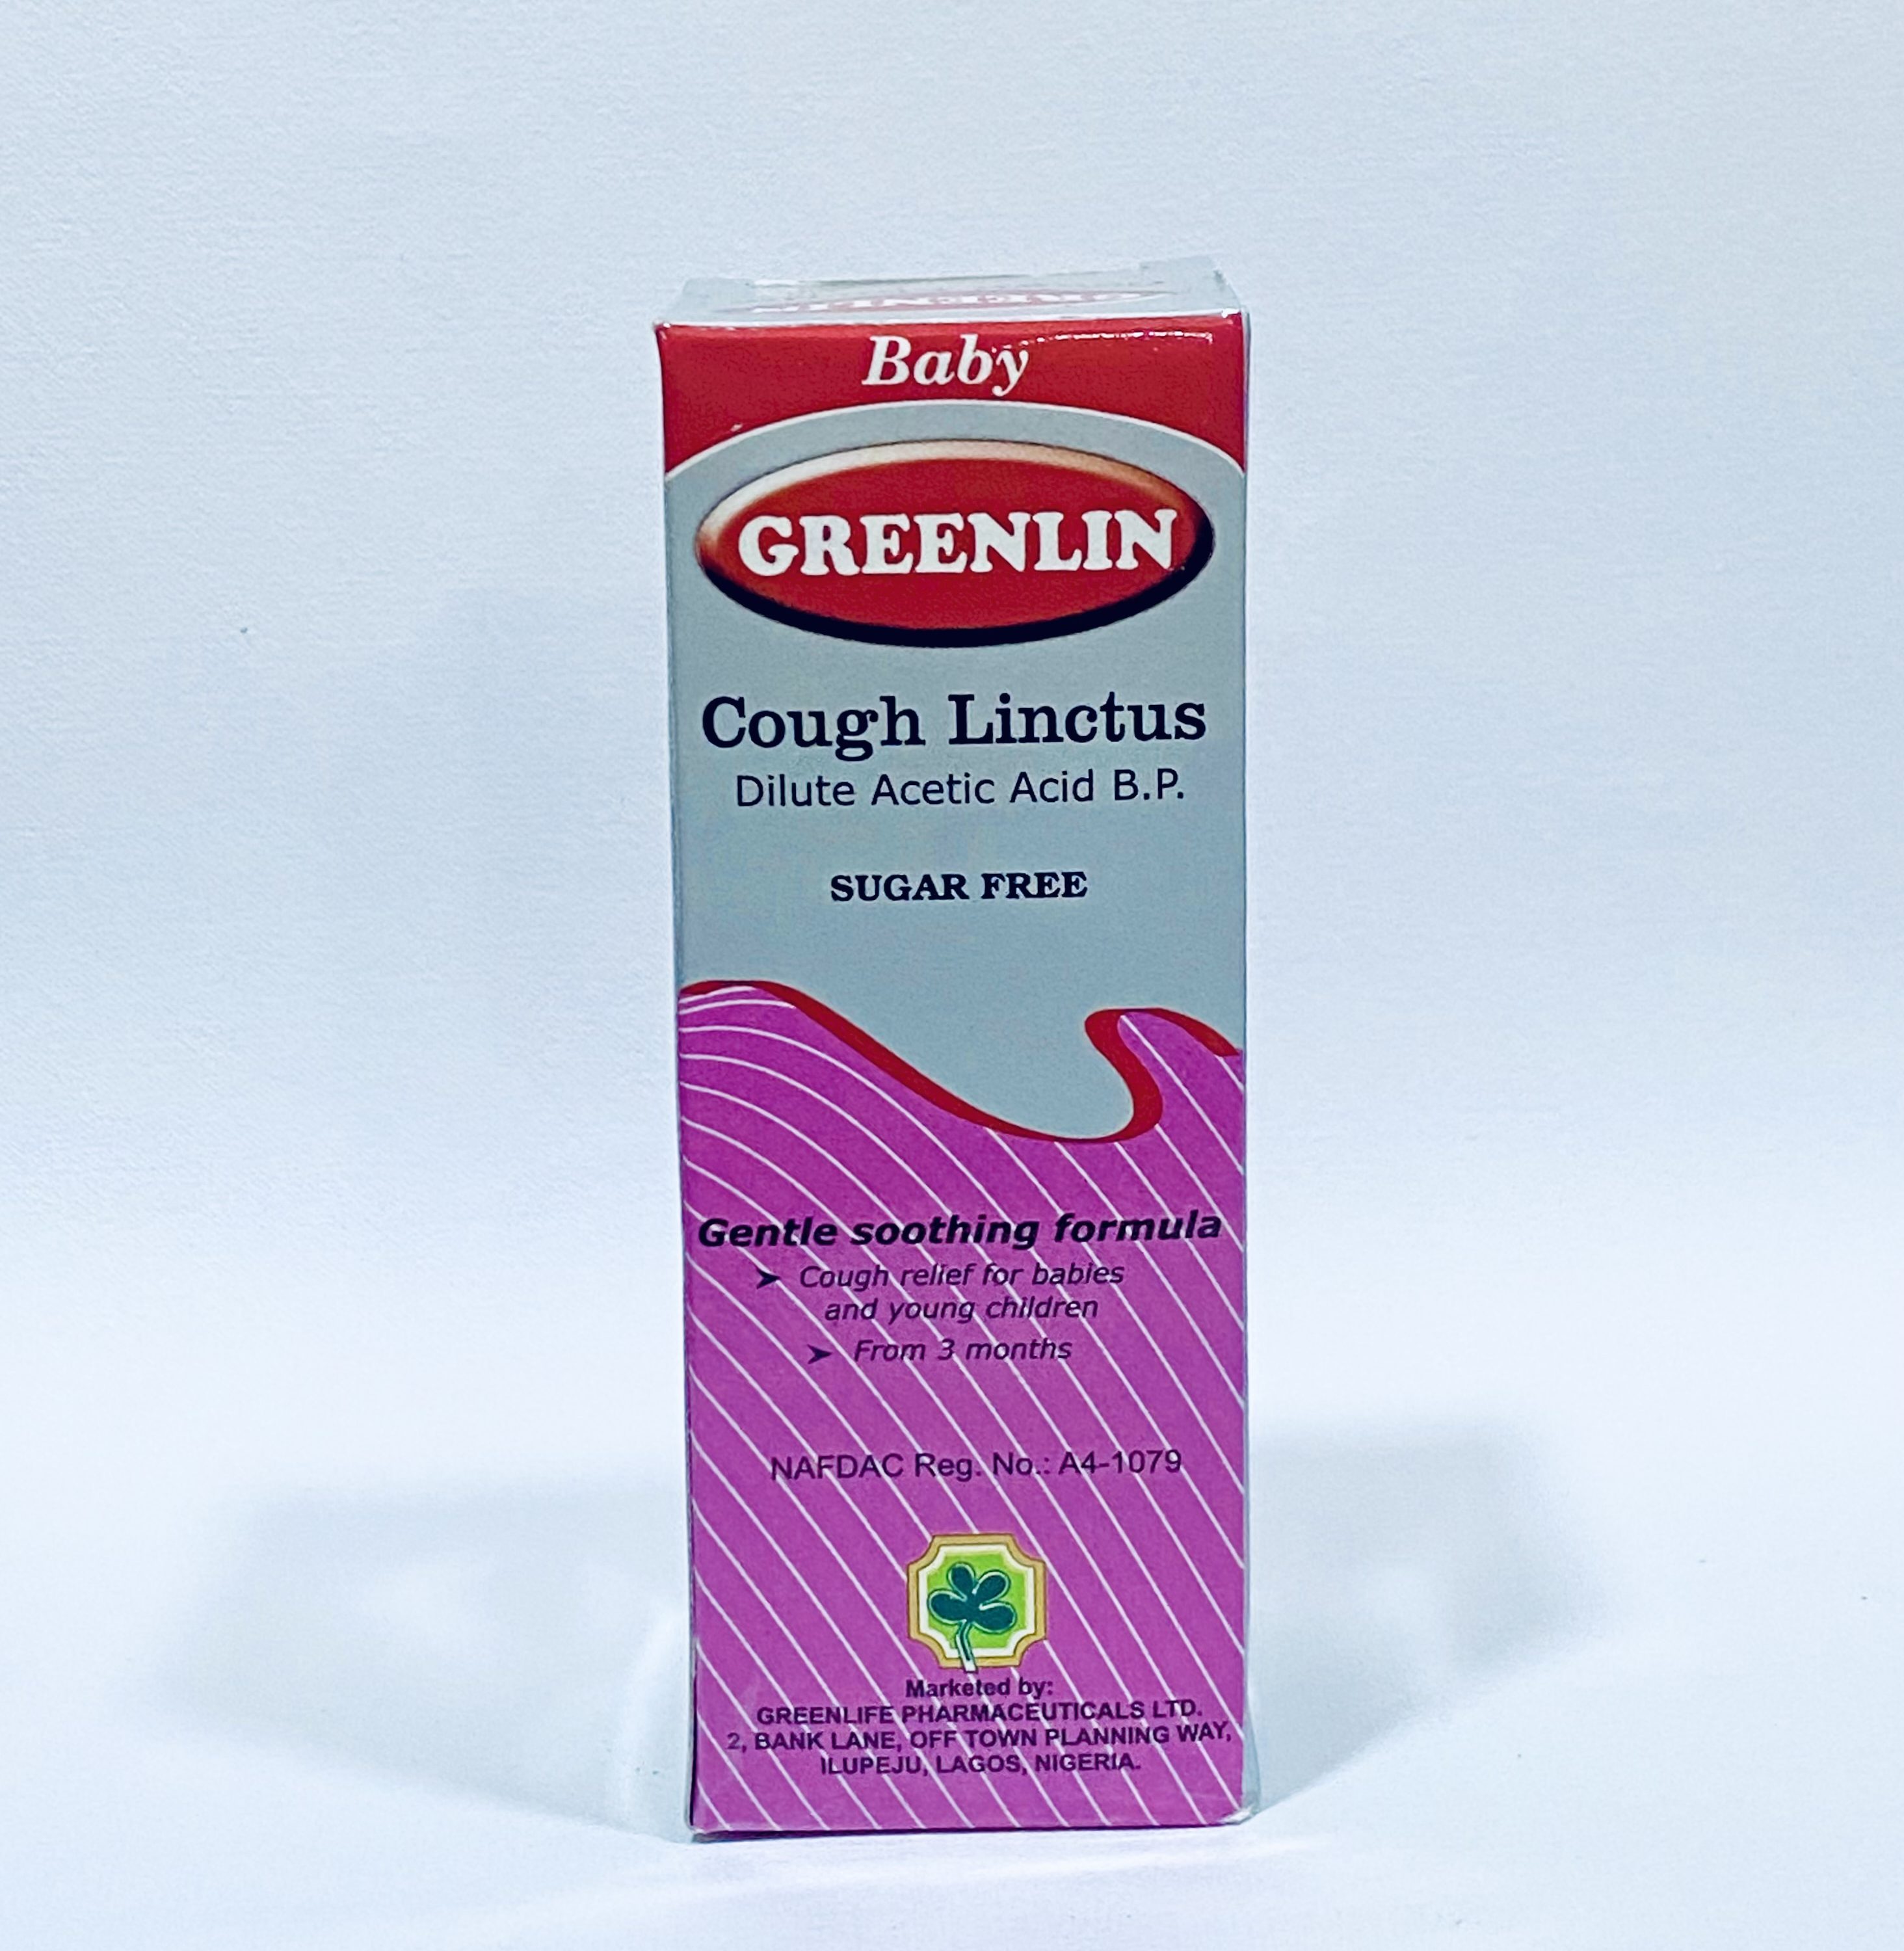 Baby
GREENLIN
Cough Linctus
Dilute Acetic Acid B.P.
SUGAR FREE
Gentle soothing formula
➤ Cough relief for babies
and young children
➤ From 3 months
NAFDAC Reg. No.: A4-1079
Marketed by:
GREENLIFE PHARMACEUTICALS LTD.
2, BANK LANE, OFF TOWN PLANNING WAY,
ILUPEJU, LAGOS, NIGERIA.